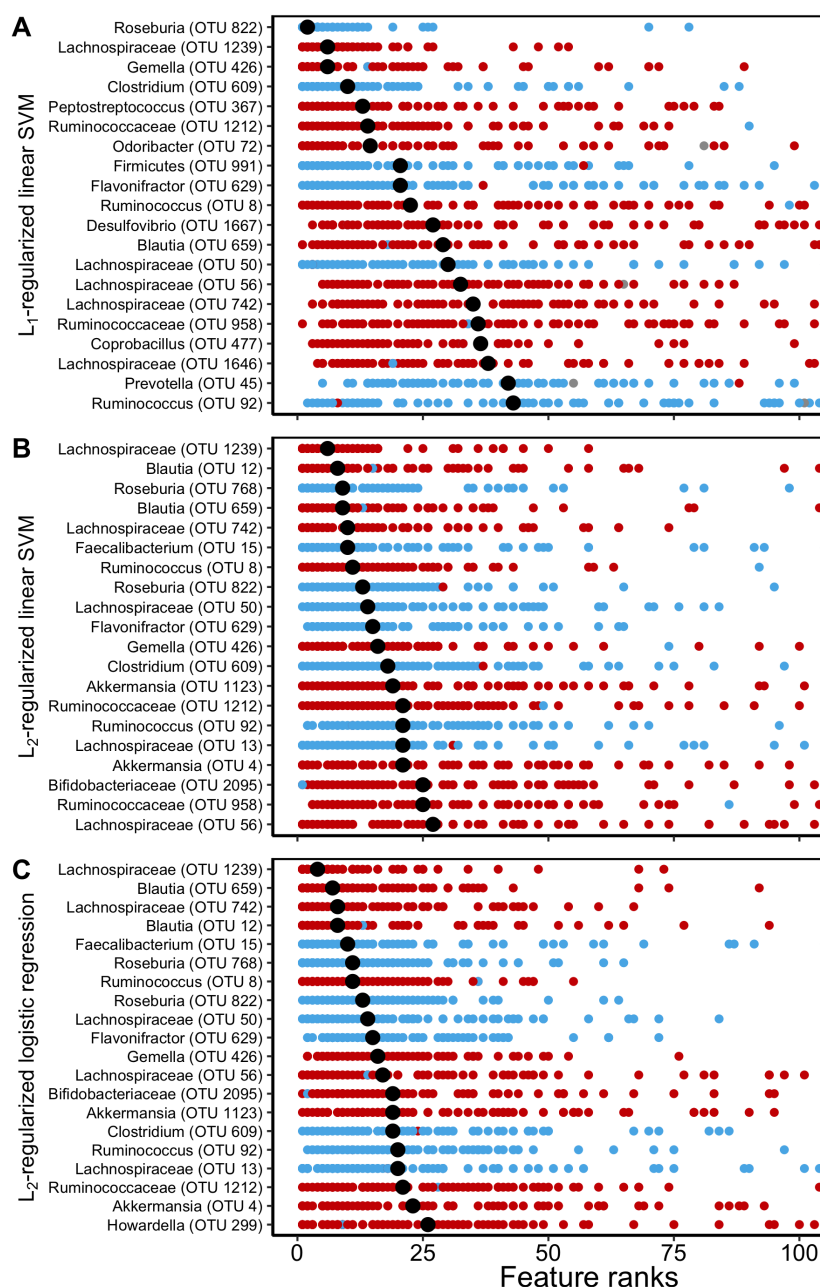 A
L1-regularized linear SVM
Roseburia (OTU 822)
Lachnospiraceae (OTU 1239)
Gemella (OTU 426)
Clostridium (OTU 609)
Peptostreptococcus (OTU 367)
Ruminococcaceae (OTU 1212)
Odoribacter (OTU 72)
Firmicutes (OTU 991)
Flavonifractor (OTU 629)
Ruminococcus (OTU 8)
Desulfovibrio (OTU 1667)
Blautia (OTU 659)
Lachnospiraceae (OTU 50)
Lachnospiraceae (OTU 56)
Lachnospiraceae (OTU 742)
Ruminococcaceae (OTU 958)
Coprobacillus (OTU 477)
Lachnospiraceae (OTU 1646)
Prevotella (OTU 45)
Ruminococcus (OTU 92)
B
L2-regularized linear SVM
Lachnospiraceae (OTU 1239)
Blautia (OTU 12)
Roseburia (OTU 768)
Blautia (OTU 659)
Lachnospiraceae (OTU 742)
Faecalibacterium (OTU 15)
Ruminococcus (OTU 8)
Roseburia (OTU 822)
Lachnospiraceae (OTU 50)
Flavonifractor (OTU 629)
Gemella (OTU 426)
Clostridium (OTU 609)
Akkermansia (OTU 1123)
Ruminococcaceae (OTU 1212)
Ruminococcus (OTU 92)
Lachnospiraceae (OTU 13)
Akkermansia (OTU 4)
Bifidobacteriaceae (OTU 2095)
Ruminococcaceae (OTU 958)
Lachnospiraceae (OTU 56)
C
L2-regularized logistic regression
Lachnospiraceae (OTU 1239)
Blautia (OTU 659)
Lachnospiraceae (OTU 742)
Blautia (OTU 12)
Faecalibacterium (OTU 15)
Roseburia (OTU 768)
Ruminococcus (OTU 8)
Roseburia (OTU 822)
Lachnospiraceae (OTU 50)
Flavonifractor (OTU 629)
Gemella (OTU 426)
Lachnospiraceae (OTU 56)
Bifidobacteriaceae (OTU 2095)
Akkermansia (OTU 1123)
Clostridium (OTU 609)
Ruminococcus (OTU 92)
Lachnospiraceae (OTU 13)
Ruminococcaceae (OTU 1212)
Akkermansia (OTU 4)
Howardella (OTU 299)
0 25 50 75 100
Feature ranks